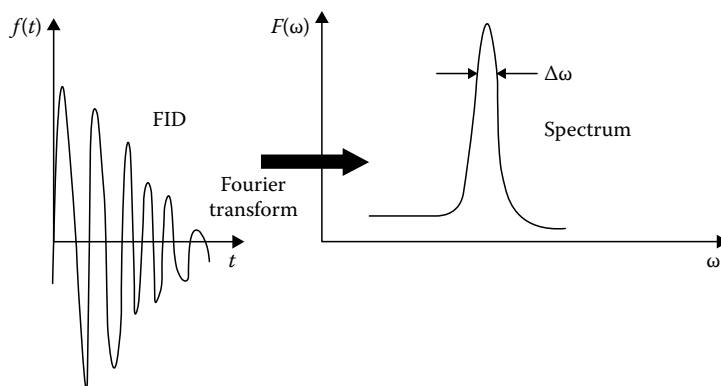 f(t)
FID
t
Fourier
transform
F(ω)
Δω
Spectrum
ω